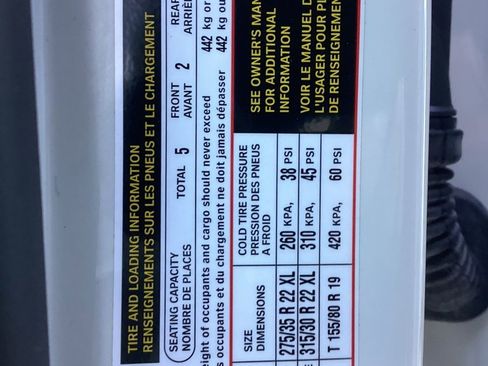 TIRE AND LOADING INFORMATION
RENSEIGNEMENTS SUR LES PNEUS ET LE CHARGEMENT
SEATING CAPACITY
NOMBRE DE PLACES
TOTAL 5
FRONT
AVANT 2
REAR
ARRIÈ
eight of occupants and cargo should never exceed 442 kg or
s occupants et du chargement ne doit jamais dépasser 442 kg ou
SIZE
DIMENSIONS
COLD TIRE PRESSURE
PRESSION DES PNEUS
A FROID
275/35 R 22 XL 260 KPA, 38 PSI
315/30 R 22 XL 310 KPA, 45 PSI
T 155/80 R 19 420 KPA, 60 PSI
SEE OWNER'S MAN
FOR ADDITIONAL
INFORMATION
VOIR LE MANUEL D
L'USAGER POUR PL
DE RENSEIGNEMEN